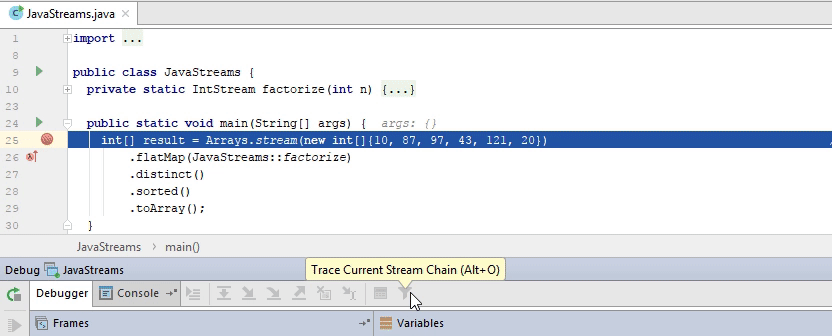 JavaStreams.java
1 import ...
8
9 public class JavaStreams {
10 private static IntStream factorize(int n) {...}
23
24 public static void main(String[] args) { args: {}
25 int[] result = Arrays.stream(new int[]{10, 87, 97, 43, 121, 20})
26 .flatMap(JavaStreams::factorize)
27 .distinct()
28 .sorted()
29 .toArray();
30 }
JavaStreams > main()
Trace Current Stream Chain (Alt+O)
Debug JavaStreams
Debugger Console
Frames Variables